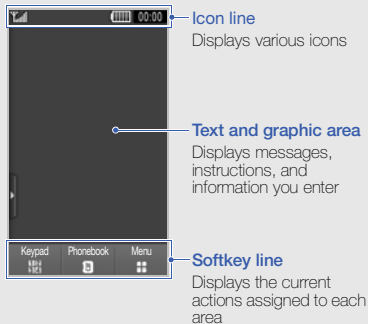 00:00
Icon line
Displays various icons
Text and graphic area
Displays messages,
instructions, and
information you enter
Keypad Phonebook Menu
Softkey line
Displays the current
actions assigned to each
area